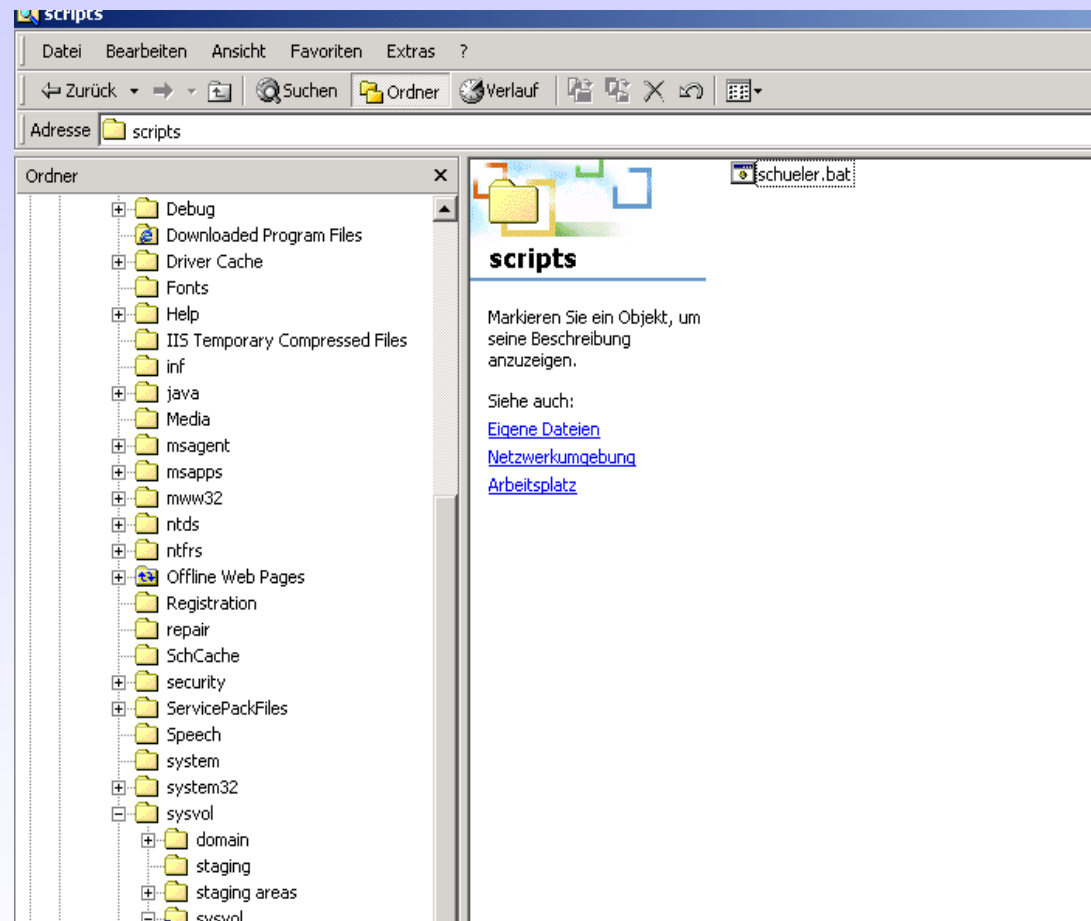 scripts
Datei Bearbeiten Ansicht Favoriten Extras ?
Zurück Suchen Ordner Verlauf
Adresse scripts
Ordner
Debug
Downloaded Program Files
Driver Cache
Fonts
Help
IIS Temporary Compressed Files
inf
java
Media
msagent
msapps
mww32
ntds
ntfrs
Offline Web Pages
Registration
repair
SchCache
security
ServicePackFiles
Speech
system
system32
sysvol
domain
staging
staging areas
sysvol
scripts
Markieren Sie ein Objekt, um
seine Beschreibung
anzuzeigen.
Siehe auch:
Eigene Dateien
Netzwerkumgebung
Arbeitsplatz
schueler.bat